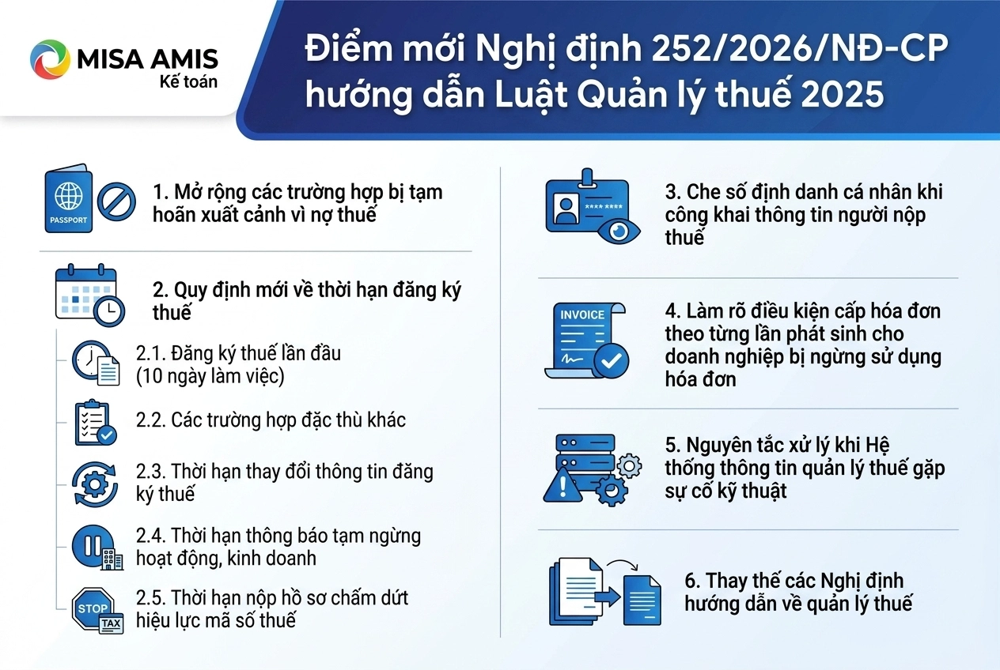 MISA AMIS
Kế toán
Điểm mới Nghị định 252/2026/NĐ-CP
hướng dẫn Luật Quản lý thuế 2025
PASSPORT
1. Mở rộng các trường hợp bị tạm
hoãn xuất cảnh vì nợ thuế
2. Quy định mới về thời hạn đăng ký
thuế
2.1. Đăng ký thuế lần đầu
(10 ngày làm việc)
2.2. Các trường hợp đặc thù khác
2.3. Thời hạn thay đổi thông tin đăng
ký thuế
2.4. Thời hạn thông báo tạm ngừng
hoạt động, kinh doanh
STOP
TAX
2.5. Thời hạn nộp hồ sơ chấm dứt
hiệu lực mã số thuế
**** ****
3. Che số định danh cá nhân khi
công khai thông tin người nộp
thuế
INVOICE
4. Làm rõ điều kiện cấp hóa đơn
theo từng lần phát sinh cho
doanh nghiệp bị ngừng sử dụng
hóa đơn
5. Nguyên tắc xử lý khi Hệ
thống thông tin quản lý thuế gặp
sự cố kỹ thuật
6. Thay thế các Nghị định
hướng dẫn về quản lý thuế